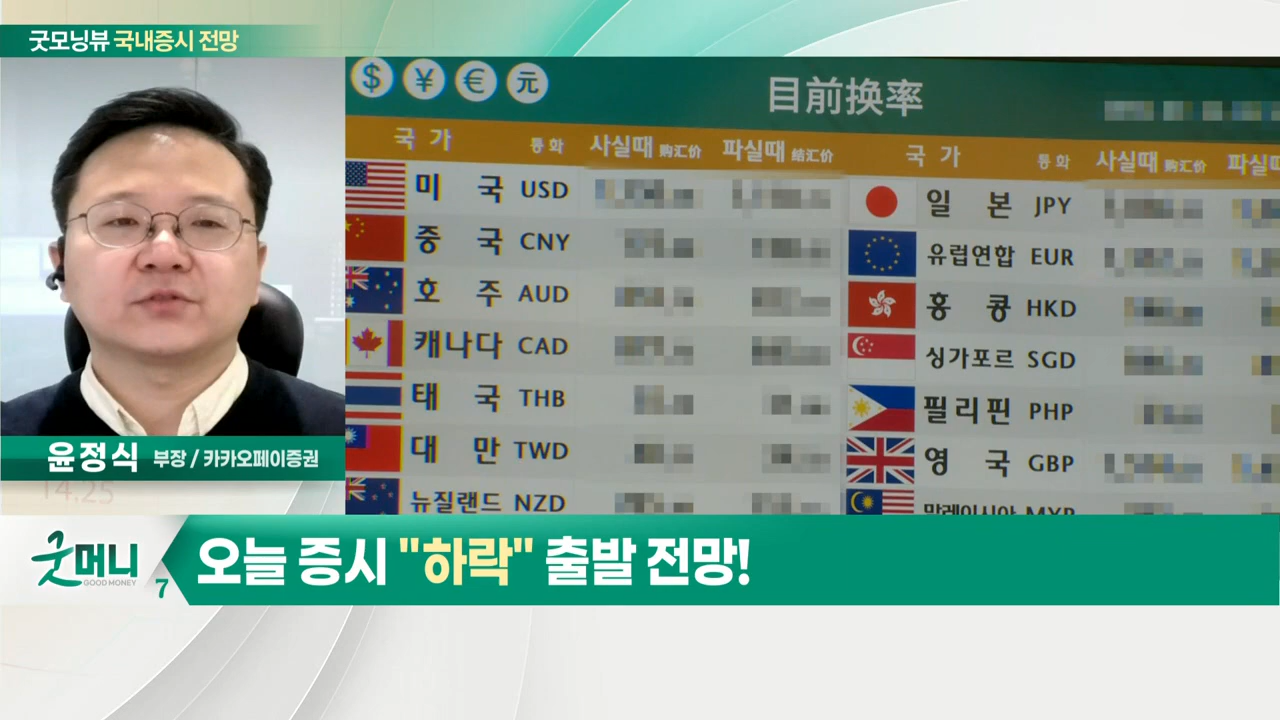 굿모닝뷰 국내증시 전망
$ ¥ € 元
目前换率
국 가 통화 사실때 购汇价 파실때 结汇价 국 가 통화 사실때 购汇价
미 국 USD 일 본 JPY
중 국 CNY 유럽연합 EUR
호 주 AUD 홍 콩 HKD
캐나다 CAD 싱가포르 SGD
태 국 THB 필리핀 PHP
대 만 TWD 영 국 GBP
뉴질랜드 NZD 말레이시아 MYR
윤정식 부장 / 카카오페이증권
14.25
굿머니
GOOD MONEY
7
오늘 증시 "하락" 출발 전망!